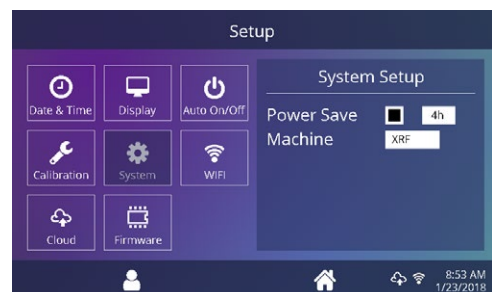 Setup
Date & Time
Display
Auto On/Off
Calibration
System
WIFI
Cloud
Firmware
System Setup
Power Save 4h
Machine XRF
8:53 AM
1/23/2018